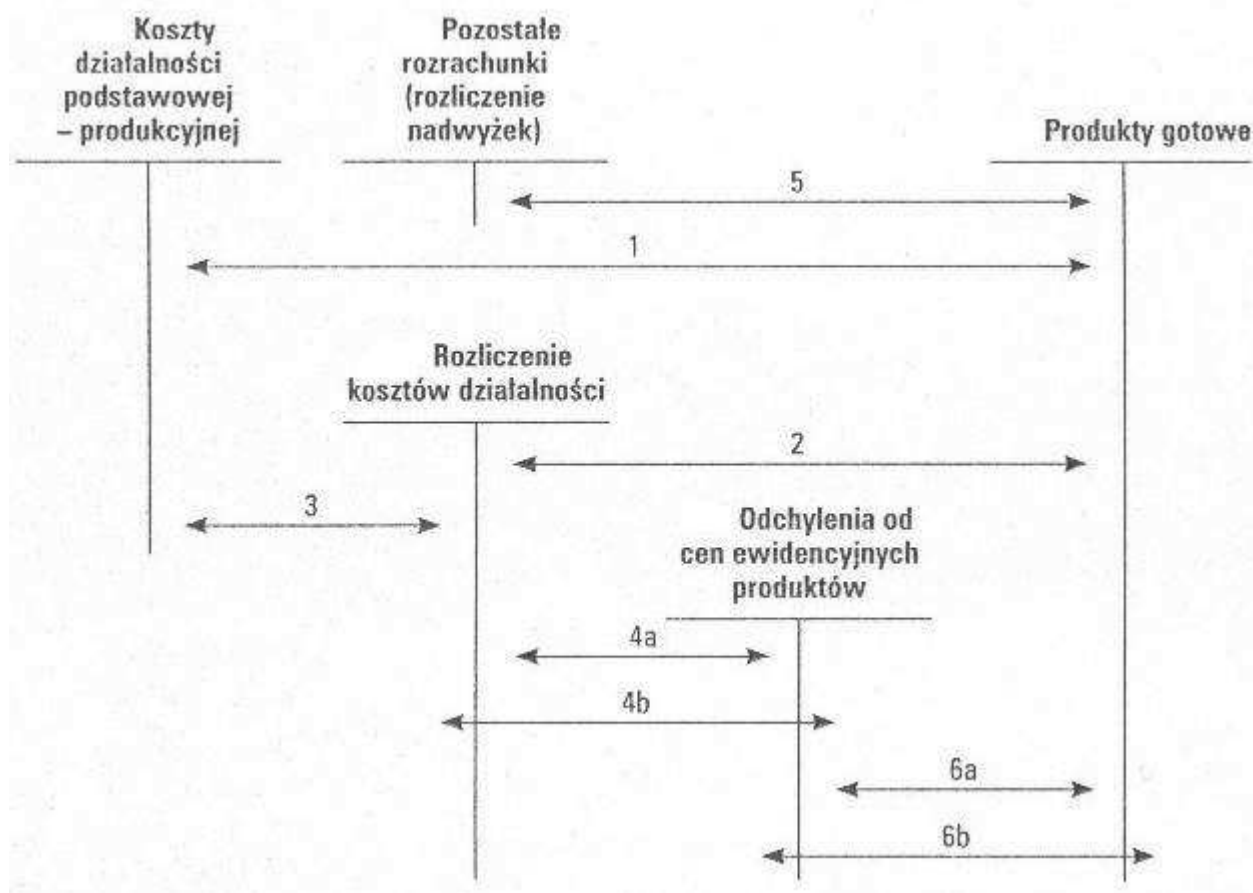 Koszty
działalności
podstawowej
– produkcyjnej
Pozostałe
rozrachunki
(rozliczenie
nadwyżek)
Produkty gotowe
5
1
Rozliczenie
kosztów działalności
2
3
Odchylenia od
cen ewidencyjnych
produktów
4a
4b
6a
6b